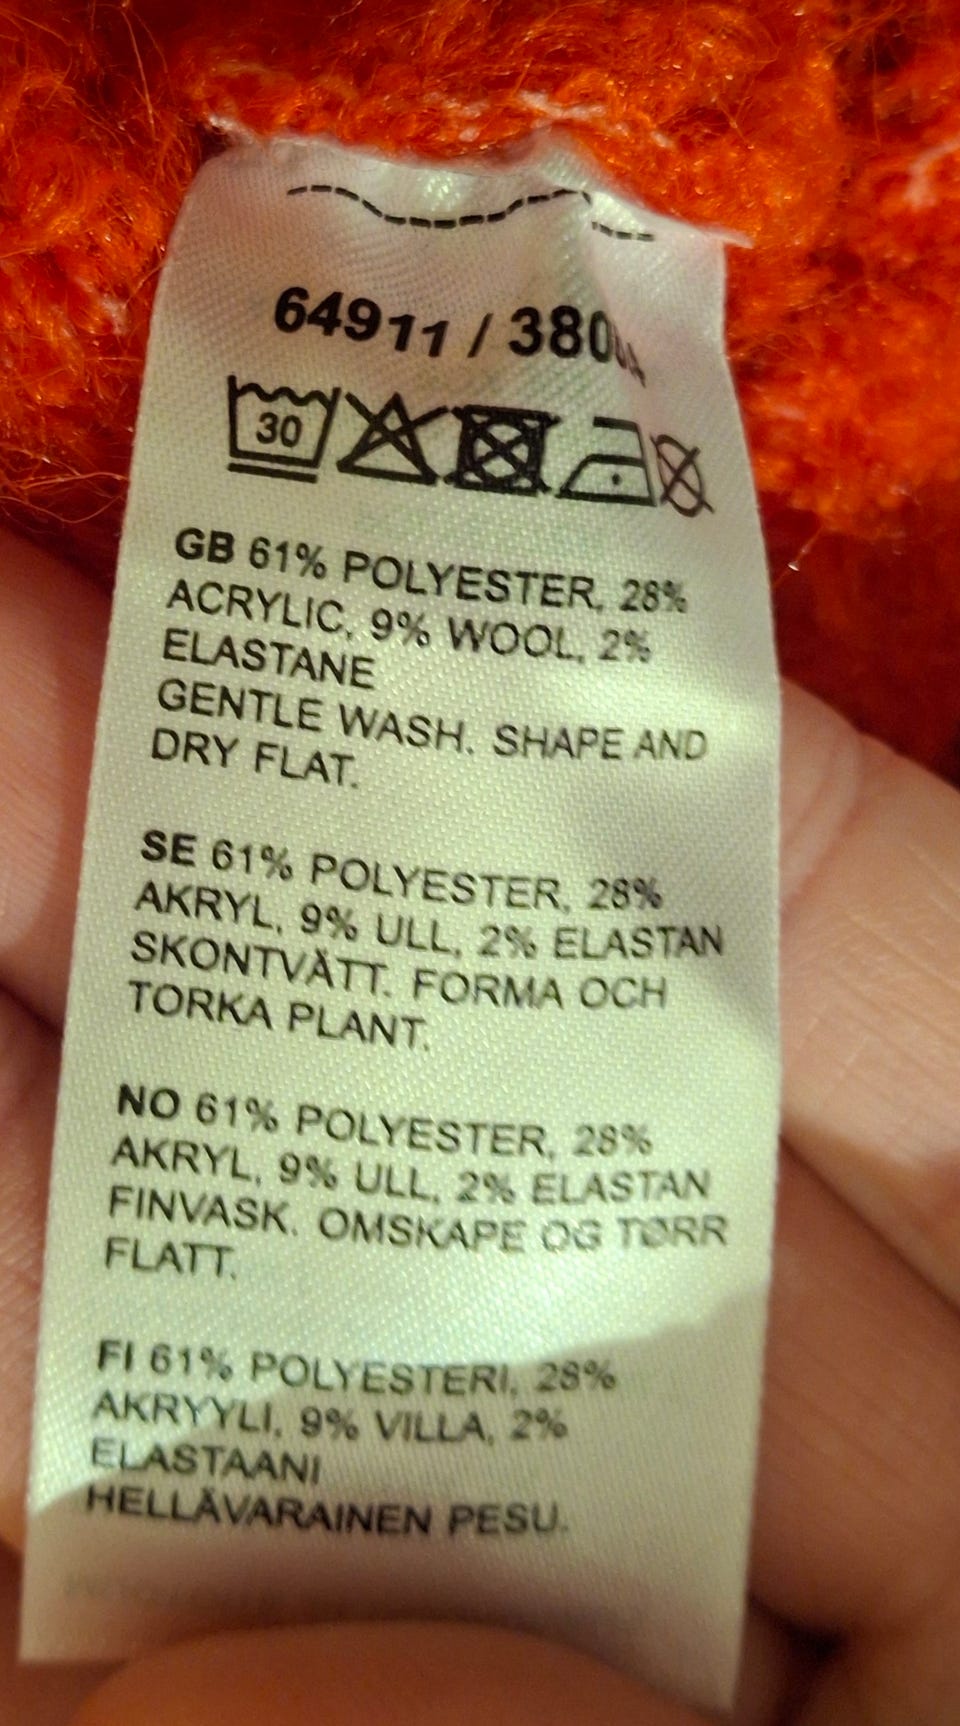 64911 / 380
30
GB 61% POLYESTER, 28%
ACRYLIC, 9% WOOL, 2%
ELASTANE
GENTLE WASH. SHAPE AND
DRY FLAT.
SE 61% POLYESTER, 28%
AKRYL, 9% ULL, 2% ELASTAN
SKONTVÄTT. FORMA OCH
TORKA PLANT.
NO 61% POLYESTER, 28%
AKRYL, 9% ULL, 2% ELASTAN
FINVASK. OMSKAPE OG TØRR
FLATT.
FI 61% POLYESTERI, 28%
AKRYYLI, 9% VILLA, 2%
ELASTAANI
HELLÄVARAINEN PESU.